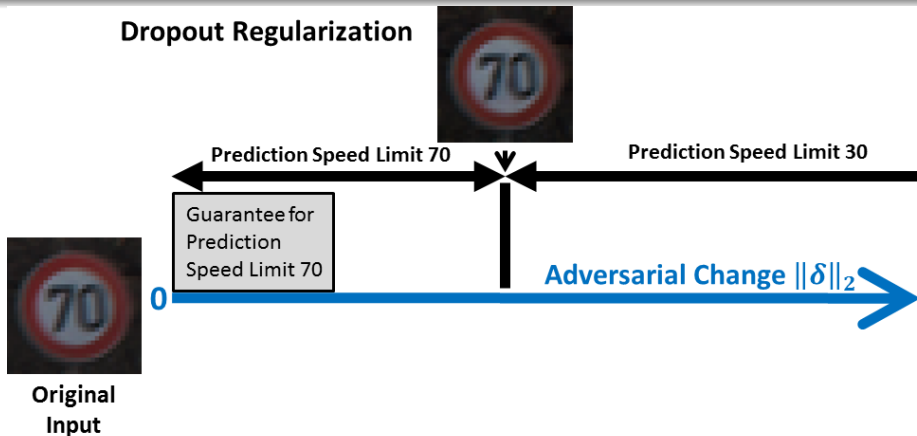 Dropout Regularization
70
Prediction Speed Limit 70
Prediction Speed Limit 30
Guarantee for
Prediction
Speed Limit 70
70
0
Adversarial Change ‖δ‖₂
Original
Input